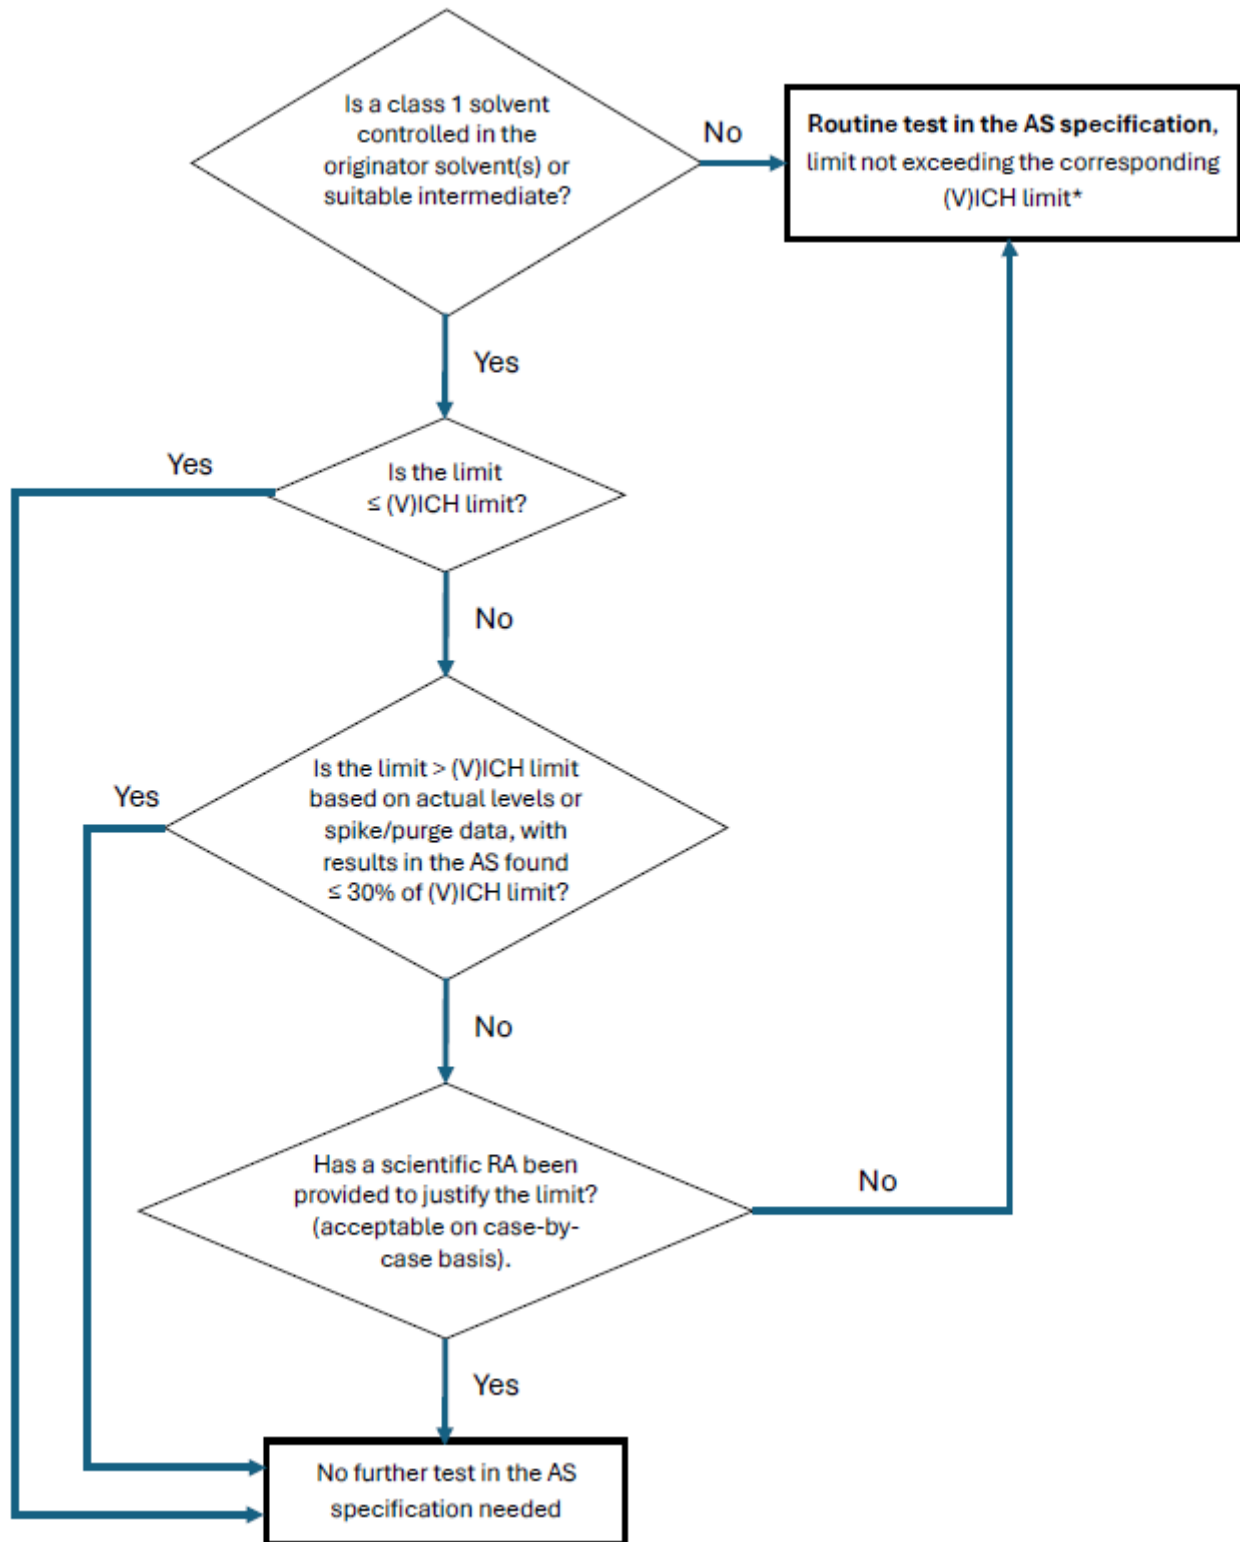 Is a class 1 solvent
controlled in the
originator solvent(s) or
suitable intermediate?
No
Routine test in the AS specification,
limit not exceeding the corresponding
(V)ICH limit*
Yes
Yes
Is the limit
≤ (V)ICH limit?
No
Yes
Is the limit > (V)ICH limit
based on actual levels or
spike/purge data, with
results in the AS found
≤ 30% of (V)ICH limit?
No
Has a scientific RA been
provided to justify the limit?
(acceptable on case-by-
case basis).
No
Yes
No further test in the AS
specification needed